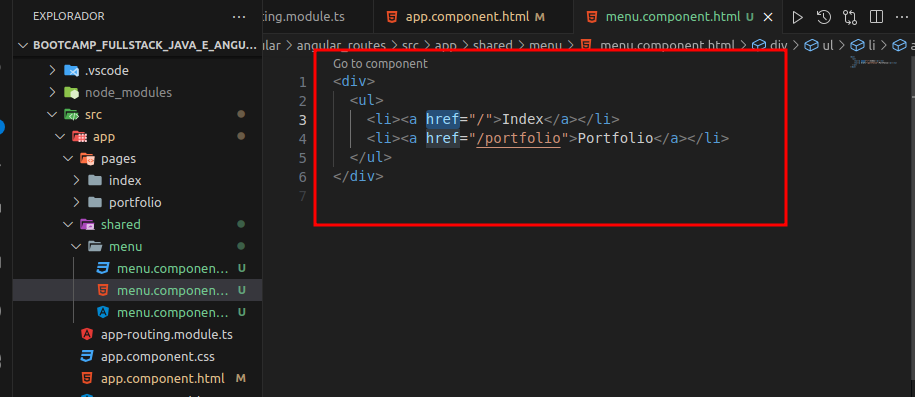 EXPLORADOR
BOOTCAMP_FULLSTACK_JAVA_E_ANGU...
.vscode
node_modules
src
app
pages
index
portfolio
shared
menu
menu.componen... U
menu.componen... U
menu.componen... U
app-routing.module.ts
app.component.css
app.component.html M
ting.module.ts
app.component.html M
menu.component.html U
ular > angular_routes > src > app > shared > menu > menu.component.html > div > ul > li > a
Go to component
1 <div>
2 <ul>
3 <li><a href="/">Index</a></li>
4 <li><a href="/portfolio">Portfolio</a></li>
5 </ul>
6 </div>
7